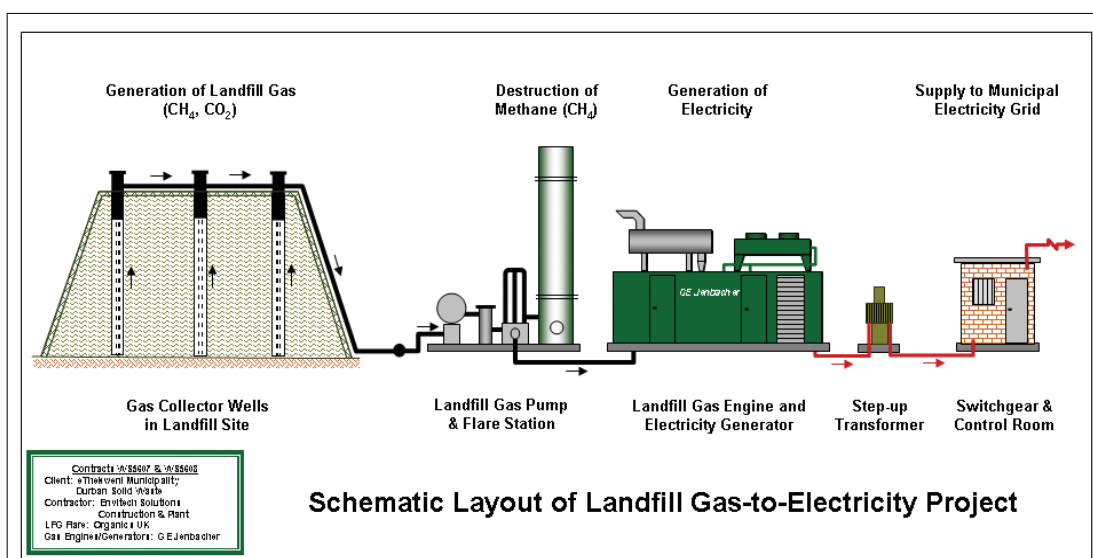 Generation of Landfill Gas
(CH₄, CO₂)
Destruction of
Methane (CH₄)
Generation of
Electricity
Supply to Municipal
Electricity Grid
GE Jenbacher
Gas Collector Wells
in Landfill Site
Landfill Gas Pump
& Flare Station
Landfill Gas Engine and
Electricity Generator
Step-up
Transformer
Switchgear &
Control Room
Contracts WS5607 & WS5608
Client: eThekwini Municipality
Durban Solid Waste
Contractor: Envitech Solutions
Construction & Plant
LFG Flare: Organics UK
Gas Engines/Generators: GE Jenbacher
Schematic Layout of Landfill Gas-to-Electricity Project